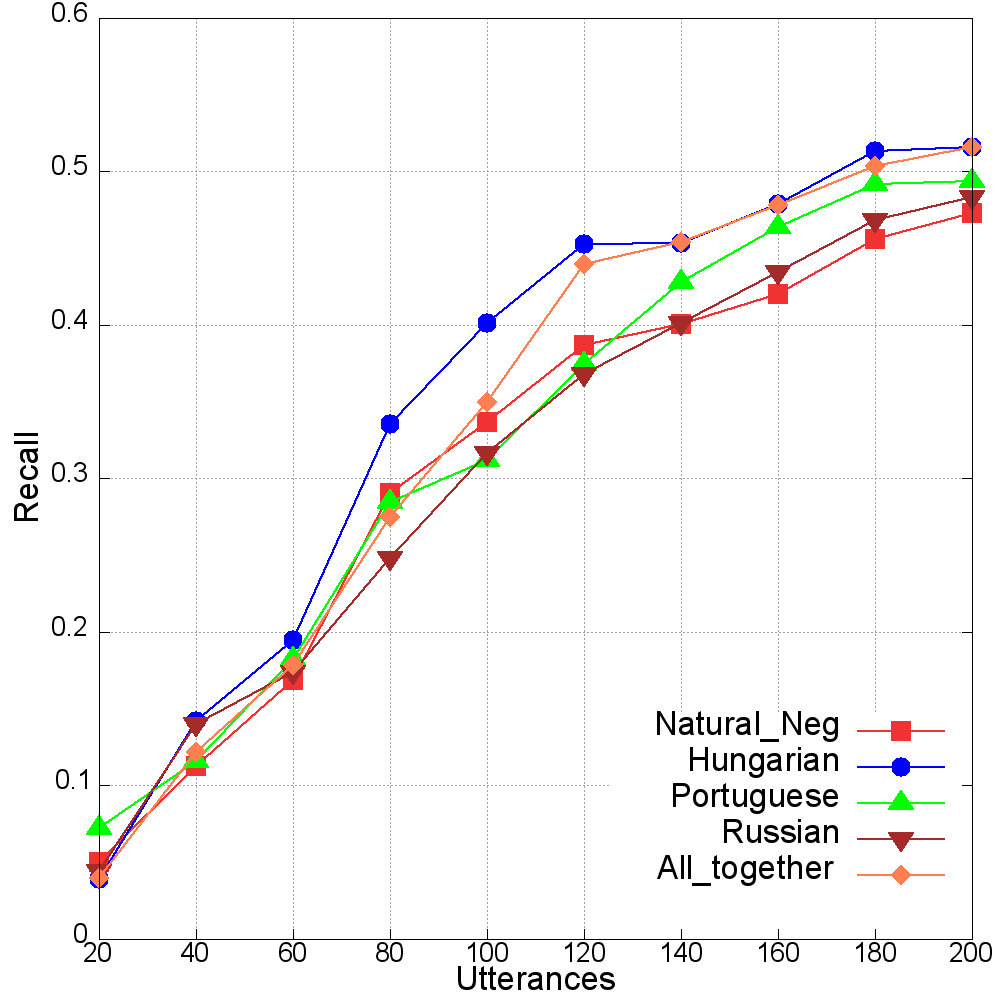 0.6
0.5
0.4
0.3
0.2
0.1
0
Recall
Natural_Neg
Hungarian
Portuguese
Russian
All_together
20 40 60 80 100 120 140 160 180 200
Utterances